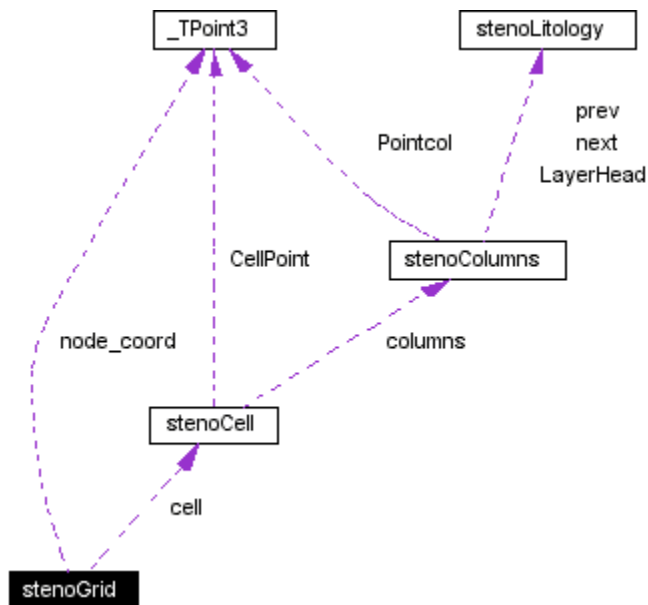 _TPoint3
stenoLitology
prev
next
LayerHead
Pointcol
CellPoint
stenoColumns
node_coord
columns
stenoCell
cell
stenoGrid